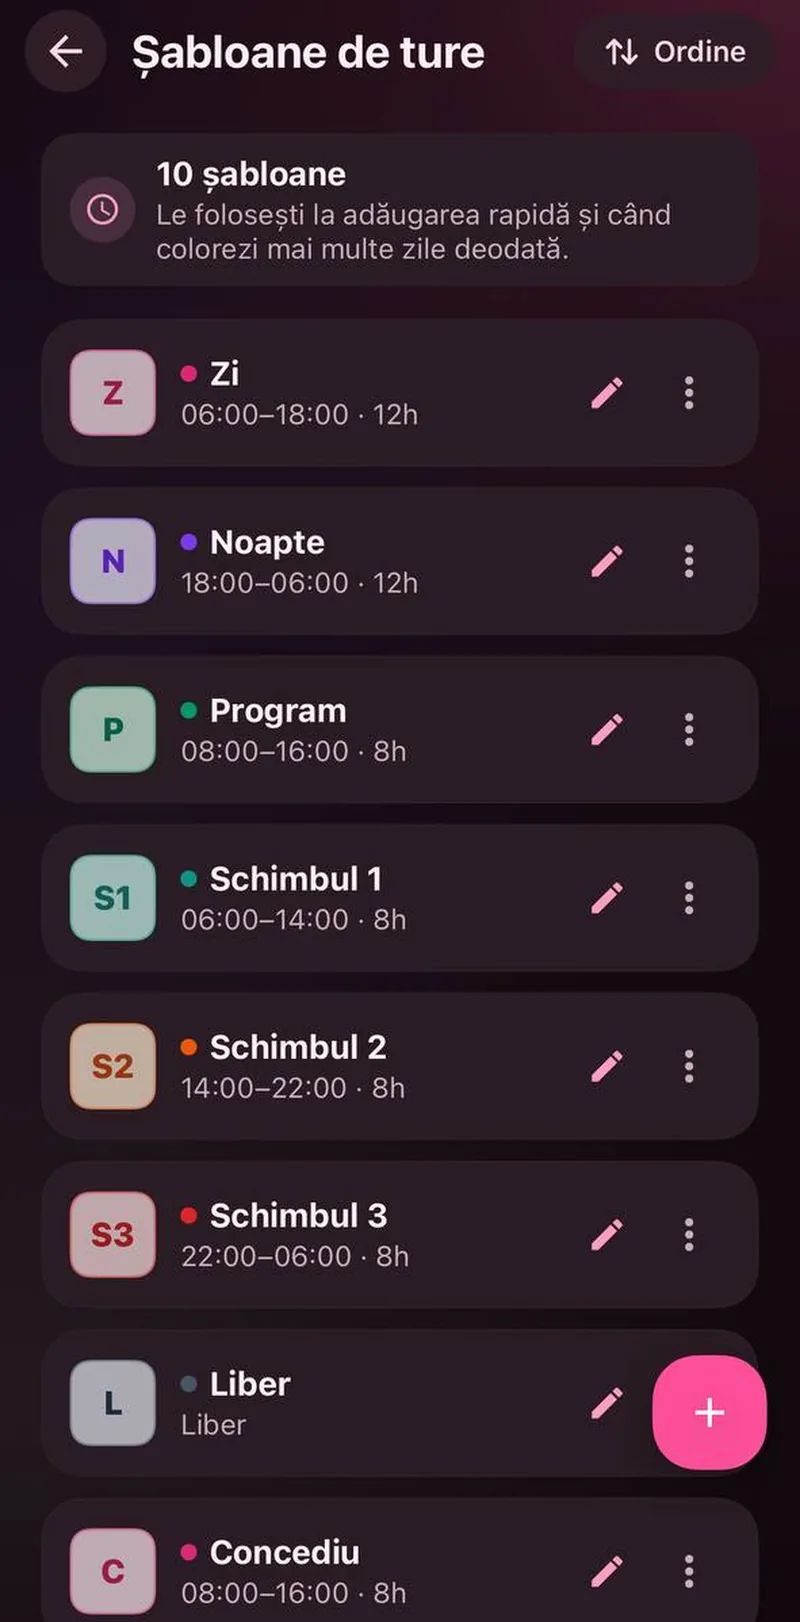 Șabloane de ture
Ordine
10 șabloane
Le folosești la adăugarea rapidă și când
colorezi mai multe zile deodată.
Z
Zi
06:00–18:00 · 12h
N
Noapte
18:00–06:00 · 12h
P
Program
08:00–16:00 · 8h
S1
Schimbul 1
06:00–14:00 · 8h
S2
Schimbul 2
14:00–22:00 · 8h
S3
Schimbul 3
22:00–06:00 · 8h
L
Liber
Liber
C
Concediu
08:00–16:00 · 8h